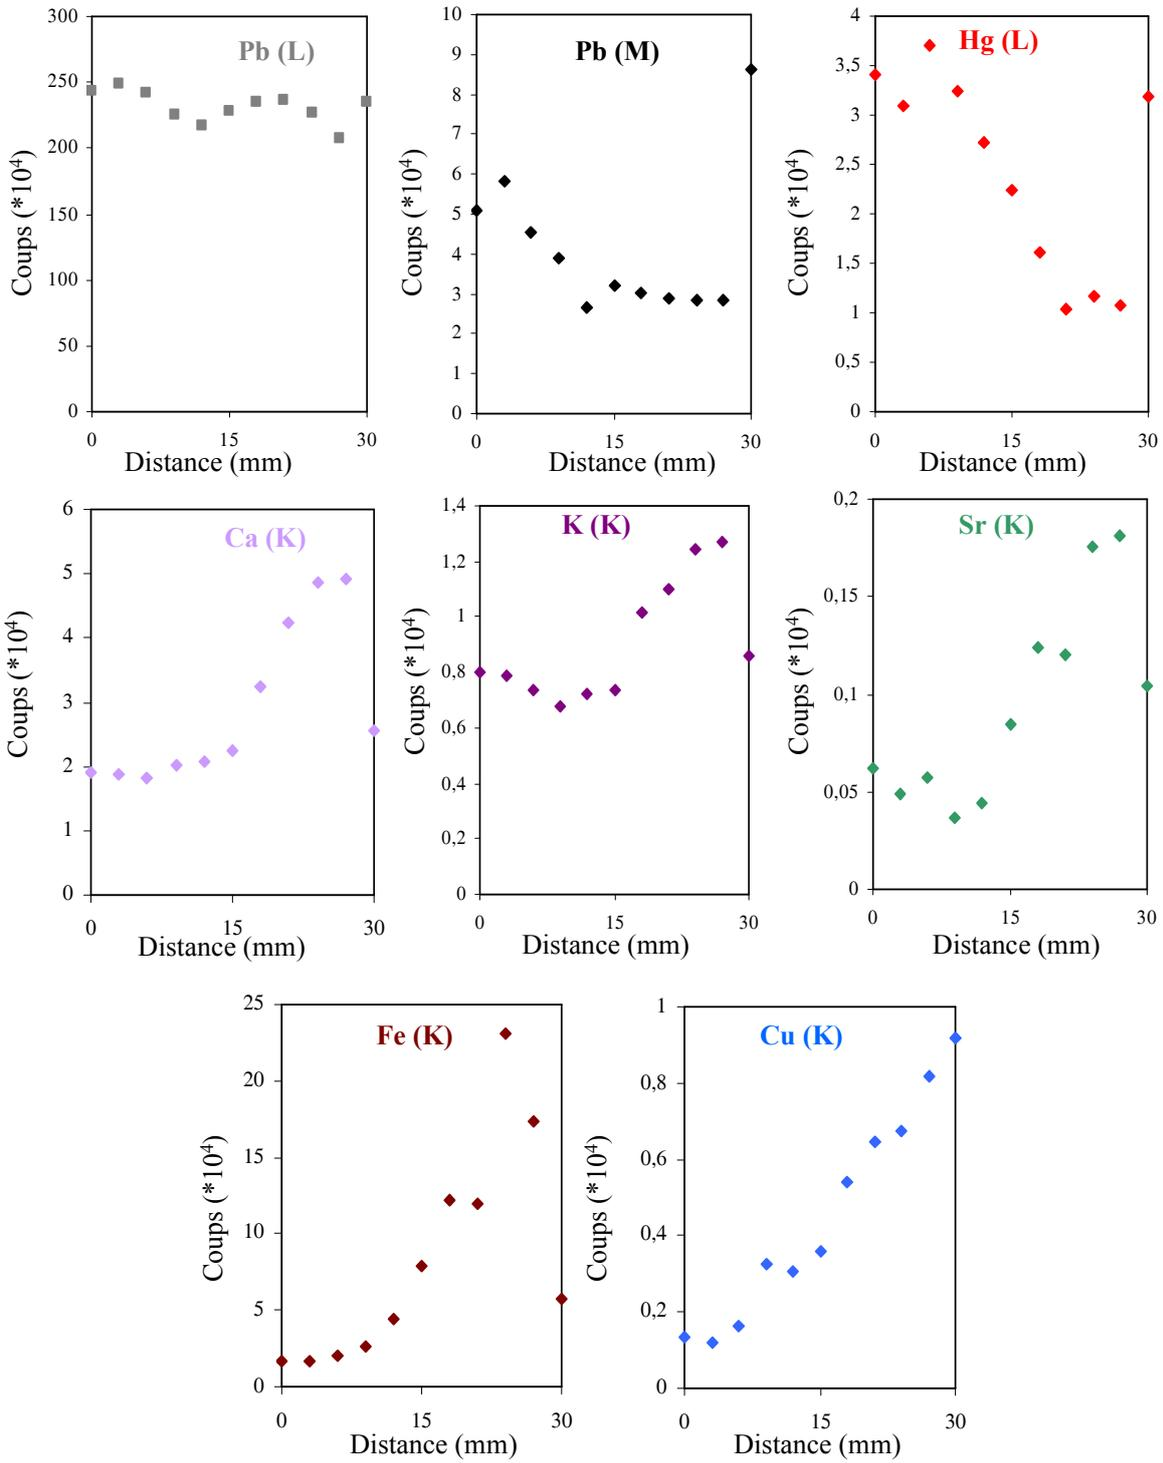 Pb (L)
300
250
200
150
100
50
0
0 15 30
Coups (*10⁴)
Distance (mm)
Pb (M)
10
9
8
7
6
5
4
3
2
1
0
0 15 30
Coups (*10⁴)
Distance (mm)
Hg (L)
4
3,5
3
2,5
2
1,5
1
0,5
0
0 15 30
Coups (*10⁴)
Distance (mm)
Ca (K)
6
5
4
3
2
1
0
0 15 30
Coups (*10⁴)
Distance (mm)
K (K)
1,4
1,2
1
0,8
0,6
0,4
0,2
0
0 15 30
Coups (*10⁴)
Distance (mm)
Sr (K)
0,2
0,15
0,1
0,05
0
0 15 30
Coups (*10⁴)
Distance (mm)
Fe (K)
25
20
15
10
5
0
0 15 30
Coups (*10⁴)
Distance (mm)
Cu (K)
1
0,8
0,6
0,4
0,2
0
0 15 30
Coups (*10⁴)
Distance (mm)